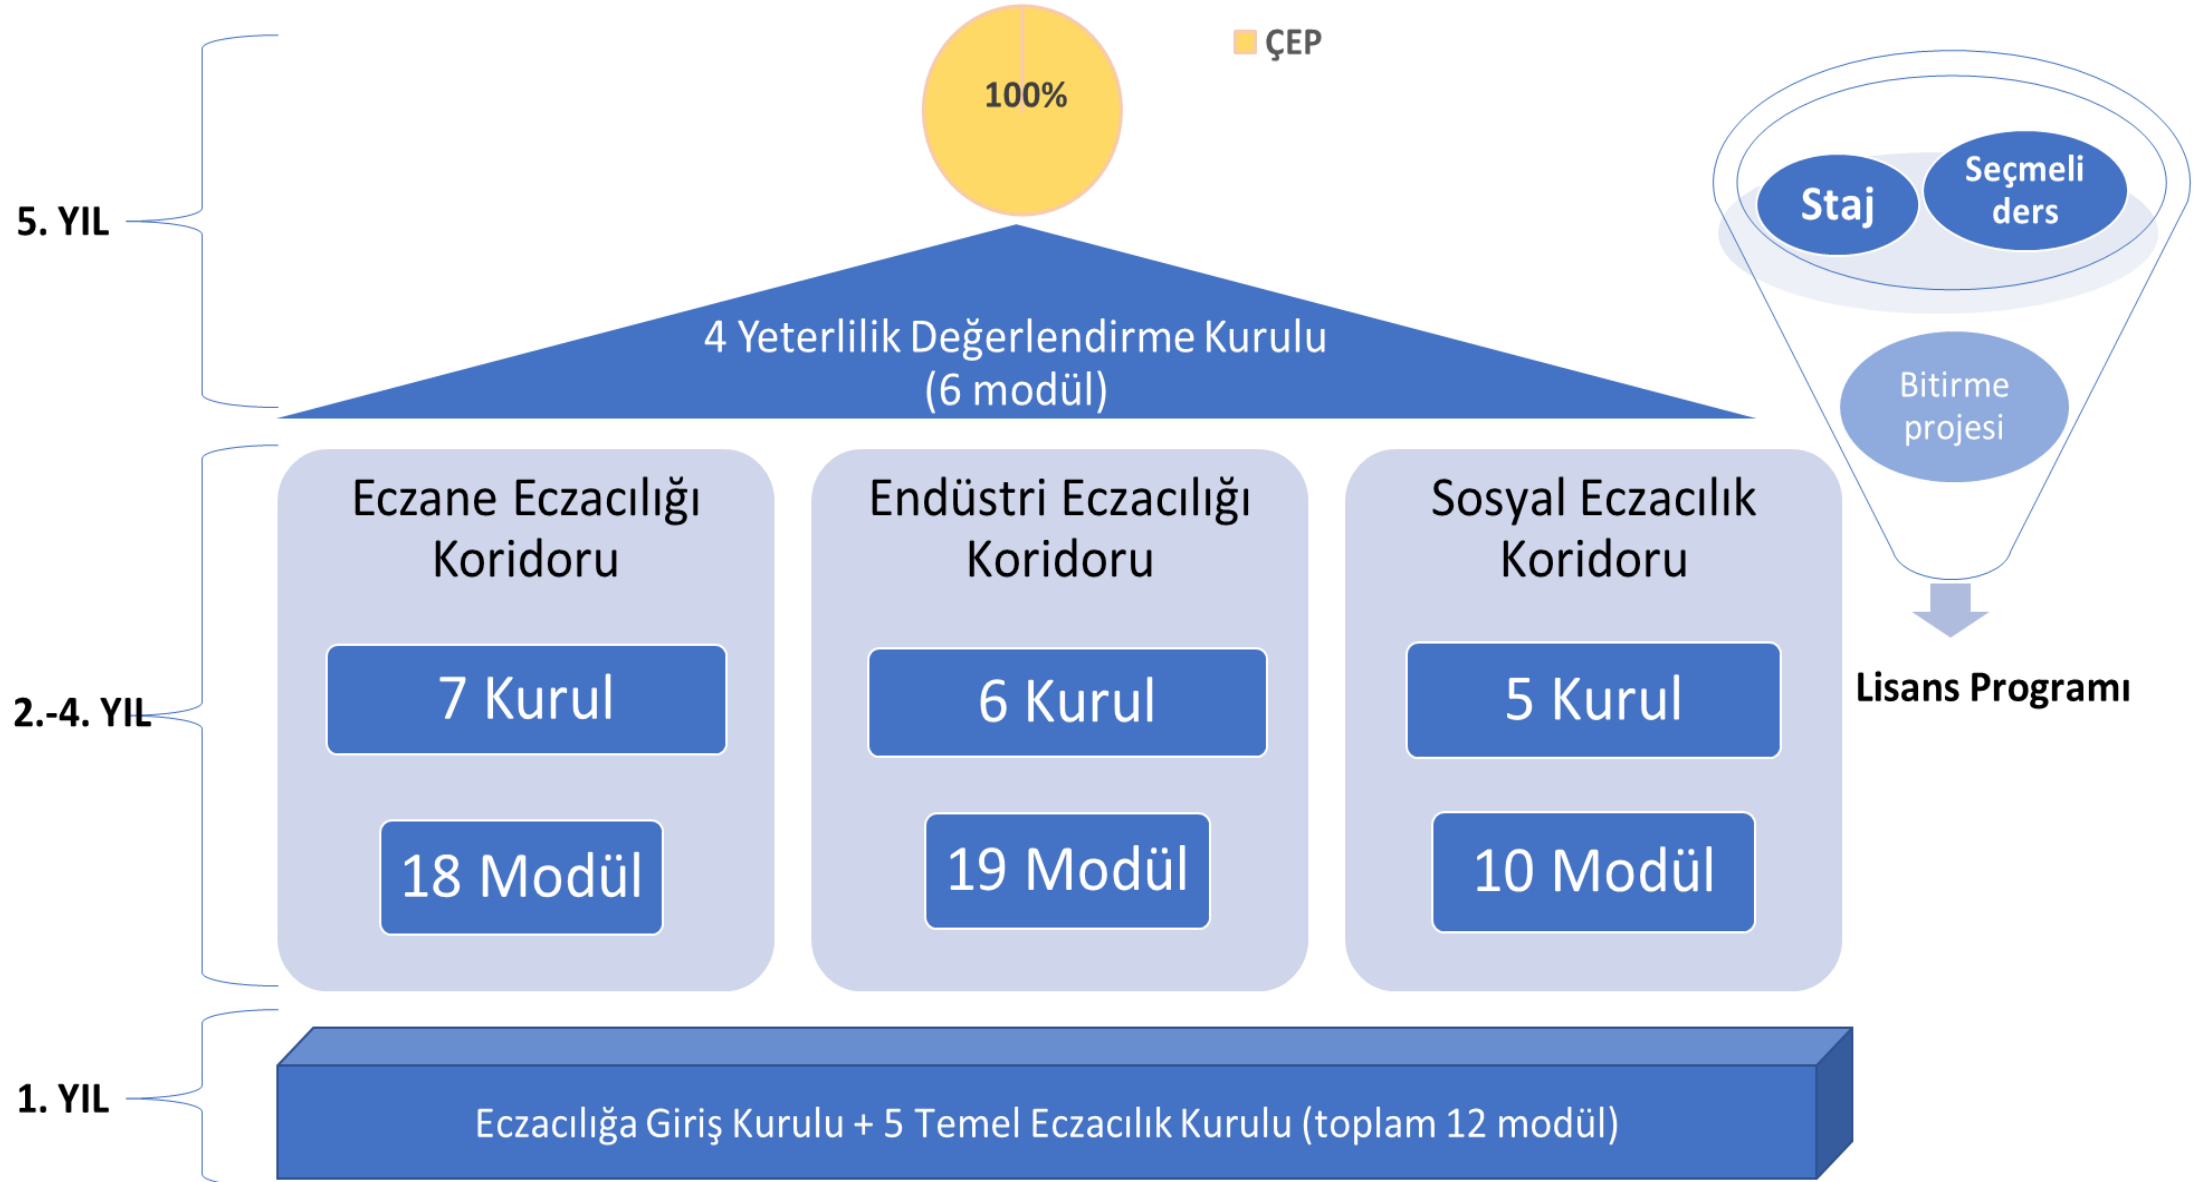 ÇEP
100%
5. YIL
4 Yeterlilik Değerlendirme Kurulu
(6 modül)
Staj
Seçmeli
ders
Bitirme
projesi
Lisans Programı
2.-4. YIL
Eczane Eczacılığı
Koridoru
7 Kurul
18 Modül
Endüstri Eczacılığı
Koridoru
6 Kurul
19 Modül
Sosyal Eczacılık
Koridoru
5 Kurul
10 Modül
1. YIL
Eczacılığa Giriş Kurulu + 5 Temel Eczacılık Kurulu (toplam 12 modül)